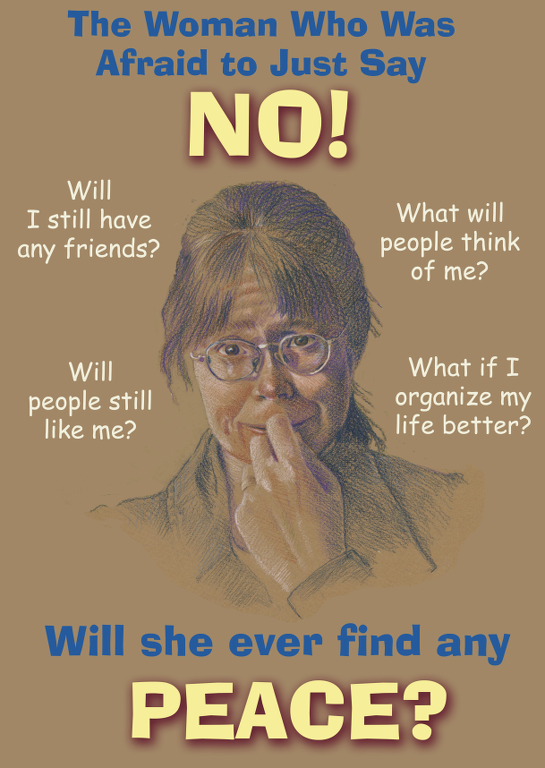 The Woman Who Was
Afraid to Just Say
NO!
Will
I still have
any friends?
What will
people think
of me?
Will
people still
like me?
What if I
organize my
life better?
Will she ever find any
PEACE?